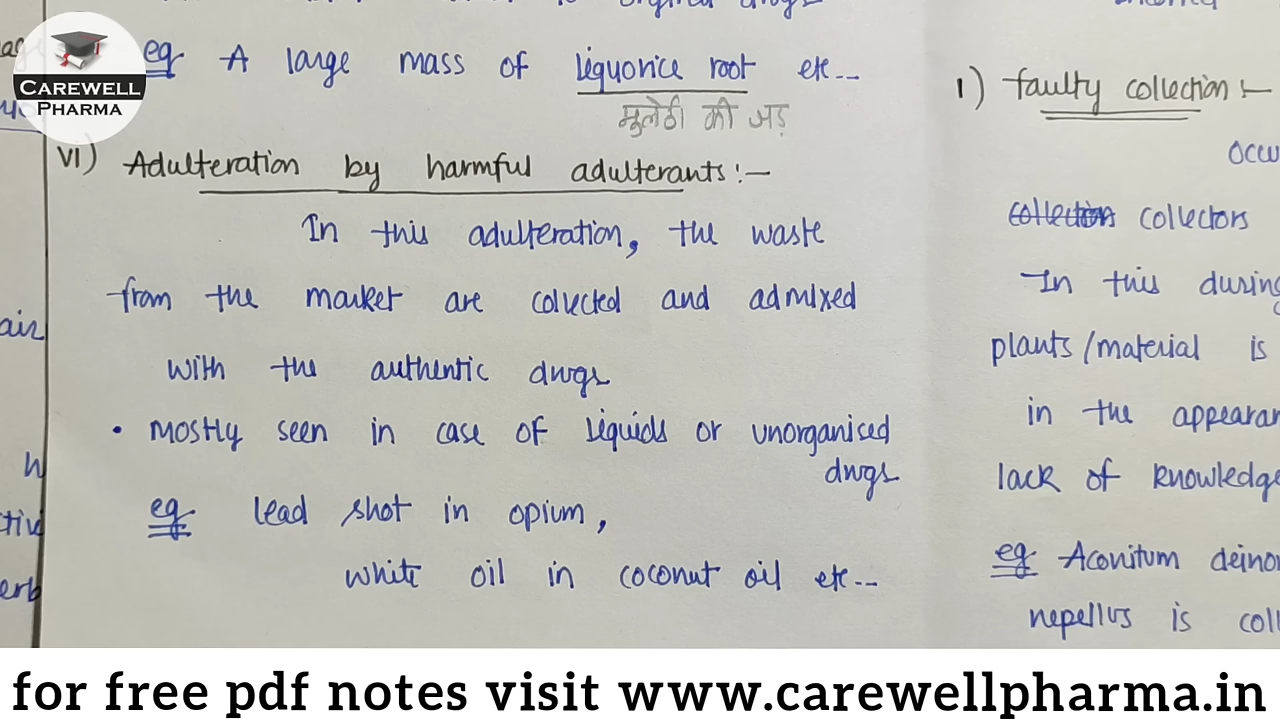 original drugs
eg A large mass of liquorice root etc--
मुलेठी की जड़
VI) Adulteration by harmful adulterants:-
In this adulteration, the waste
from the market are collected and admixed
with the authentic drugs
• mostly seen in case of liquids or unorganised
drugs
eg lead shot in opium,
white oil in coconut oil etc---
I) faulty collection:-
collection collectors
In this during
plants/material is
in the
lack of knowledge
eg Aconitum
nepellus is
CAREWELL
PHARMA
for free pdf notes visit www.carewellpharma.in